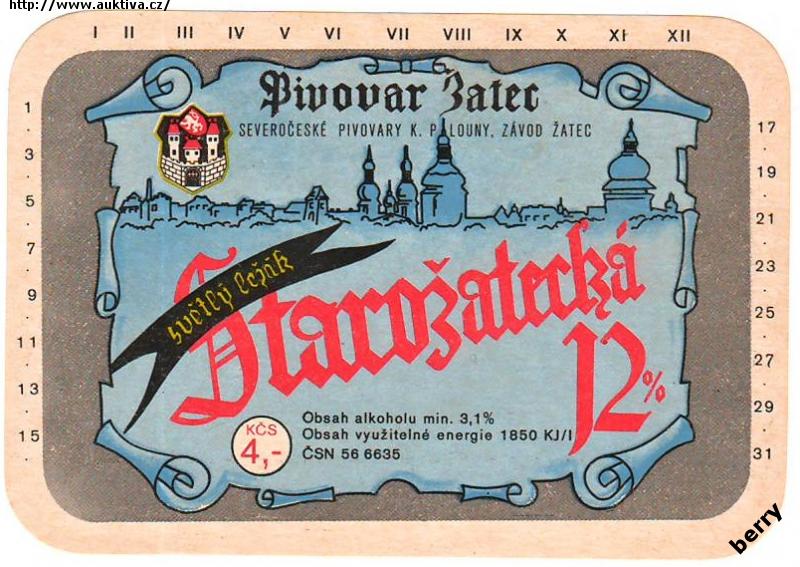 http://www.auktiva.cz/
I II III IV V VI VII VIII IX X XI XII
Pivovar Žatec
SEVEROČESKÉ PIVOVARY K. P. LOUNY, ZÁVOD ŽATEC
1
3
5
7
9
11
13
15
17
19
21
23
25
27
29
31
světlý ležák
Starožatecká
12%
KČS
4,-
Obsah alkoholu min. 3,1%
Obsah využitelné energie 1850 KJ/l
ČSN 56 6635
berry